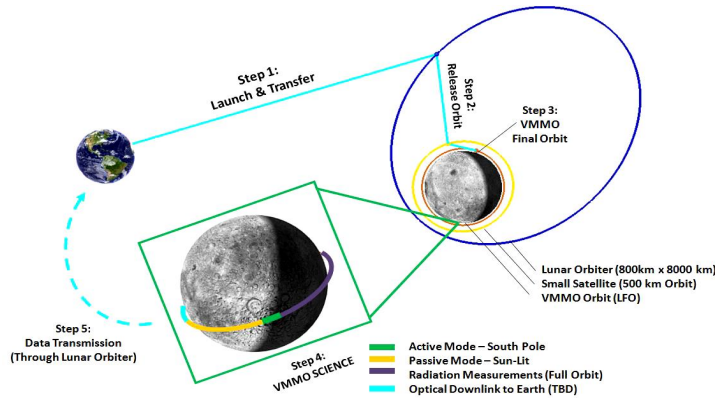 Step 1:
Launch & Transfer
Step 2:
Release Orbit
Step 3:
VMMO
Final Orbit
Lunar Orbiter (800km x 8000 km)
Small Satellite (500 km Orbit)
VMMO Orbit (LFO)
Step 5:
Data Transmission
(Through Lunar Orbiter)
Step 4:
VMMO SCIENCE
Active Mode – South Pole
Passive Mode – Sun-Lit
Radiation Measurements (Full Orbit)
Optical Downlink to Earth (TBD)